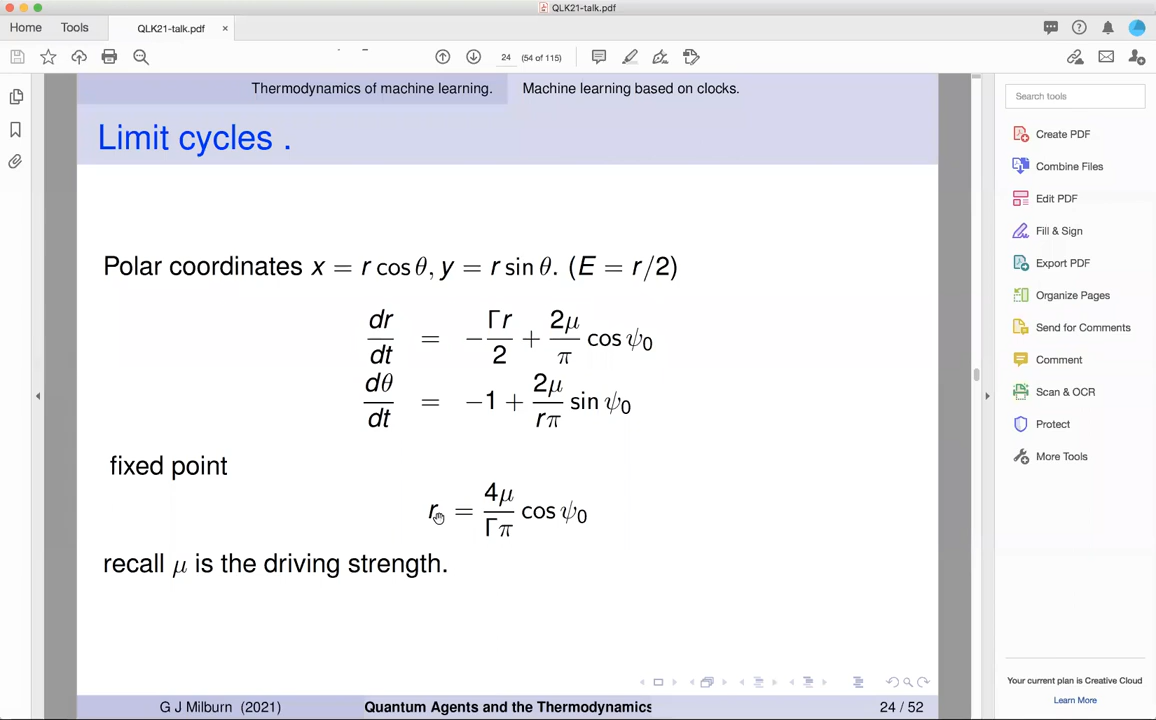 QLK21-talk.pdf
Home Tools QLK21-talk.pdf ×
24 (54 of 115)
Thermodynamics of machine learning. Machine learning based on clocks.
Limit cycles .
Polar coordinates x = r cos θ, y = r sin θ. (E = r/2)
dr/dt = −Γr/2 + 2μ/π cos ψ₀
dθ/dt = −1 + 2μ/rπ sin ψ₀
fixed point
r = 4μ/Γπ cos ψ₀
recall μ is the driving strength.
G J Milburn (2021) Quantum Agents and the Thermodynamics 24 / 52
Search tools
Create PDF
Combine Files
Edit PDF
Fill & Sign
Export PDF
Organize Pages
Send for Comments
Comment
Scan & OCR
Protect
More Tools
Your current plan is Creative Cloud
Learn More